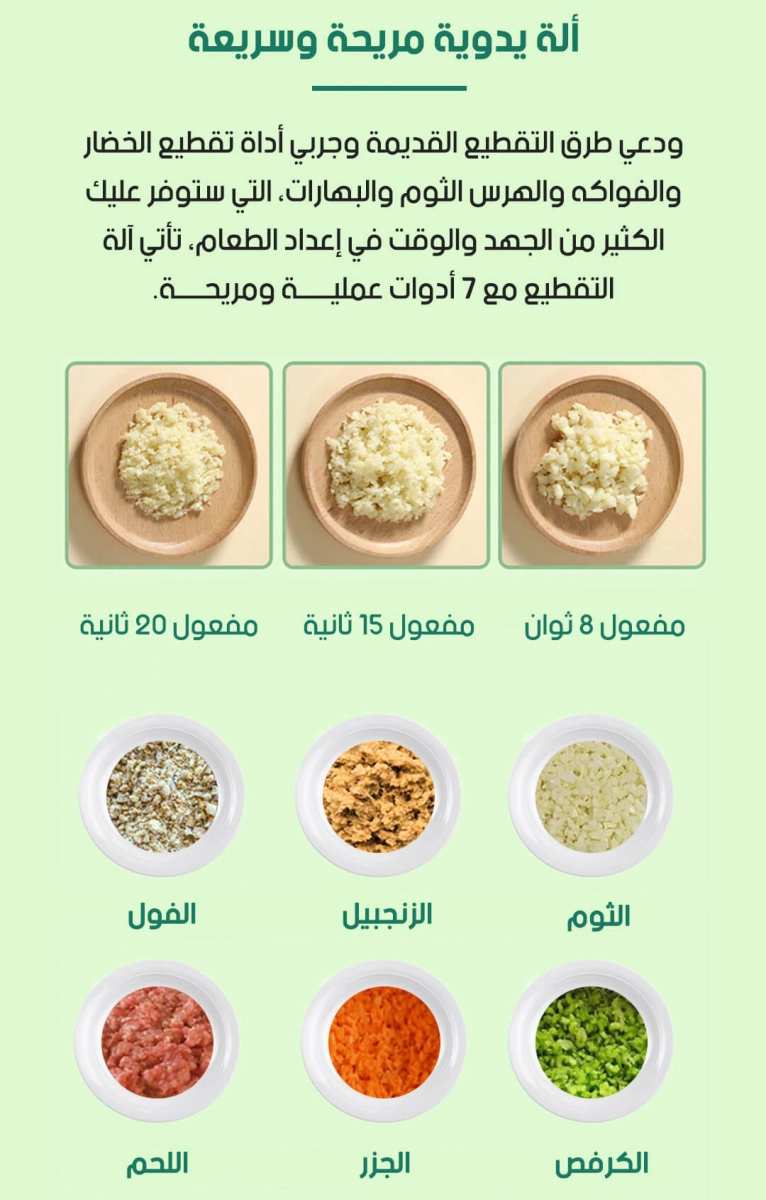 ألة يدوية مريحة وسريعة
ودعي طرق التقطيع القديمة وجربي أداة تقطيع الخضار
والفواكه والهرس الثوم والبهارات، التي ستوفر عليك
الكثير من الجهد والوقت في إعداد الطعام، تأتي آلة
التقطيع مع 7 أدوات عمليـــة ومريحـــة.
مفعول 8 ثوان
مفعول 15 ثانية
مفعول 20 ثانية
الثوم
الزنجبيل
الفول
الكرفص
الجزر
اللحم